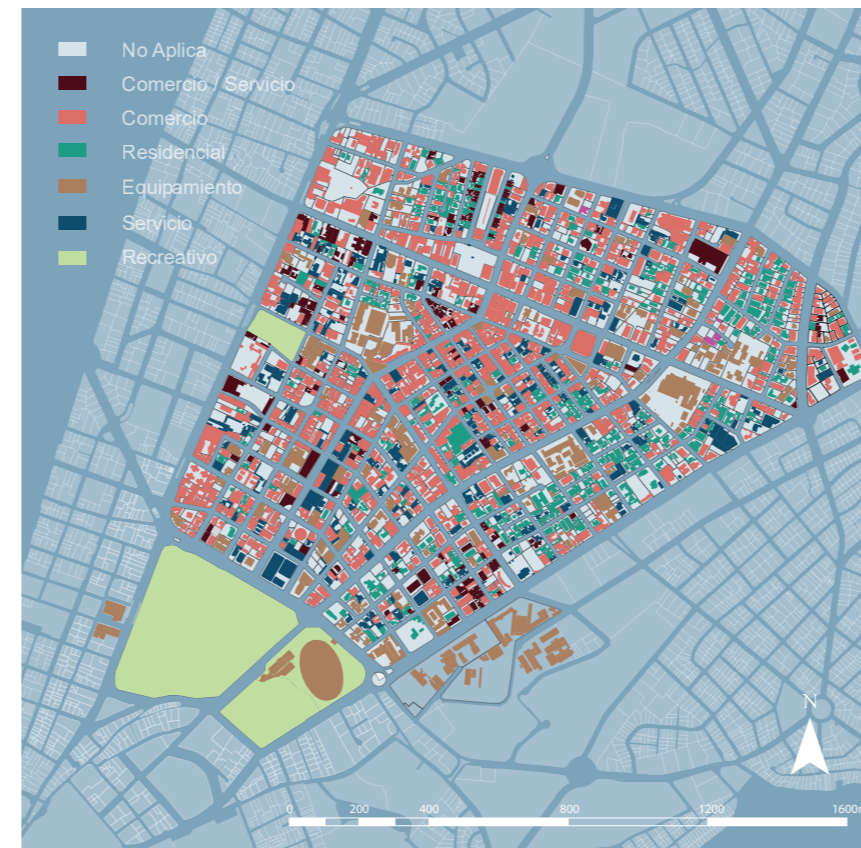 No Aplica
Comercio / Servicio
Comercio
Residencial
Equipamiento
Servicio
Recreativo
N
0 200 400 800 1200 1600m